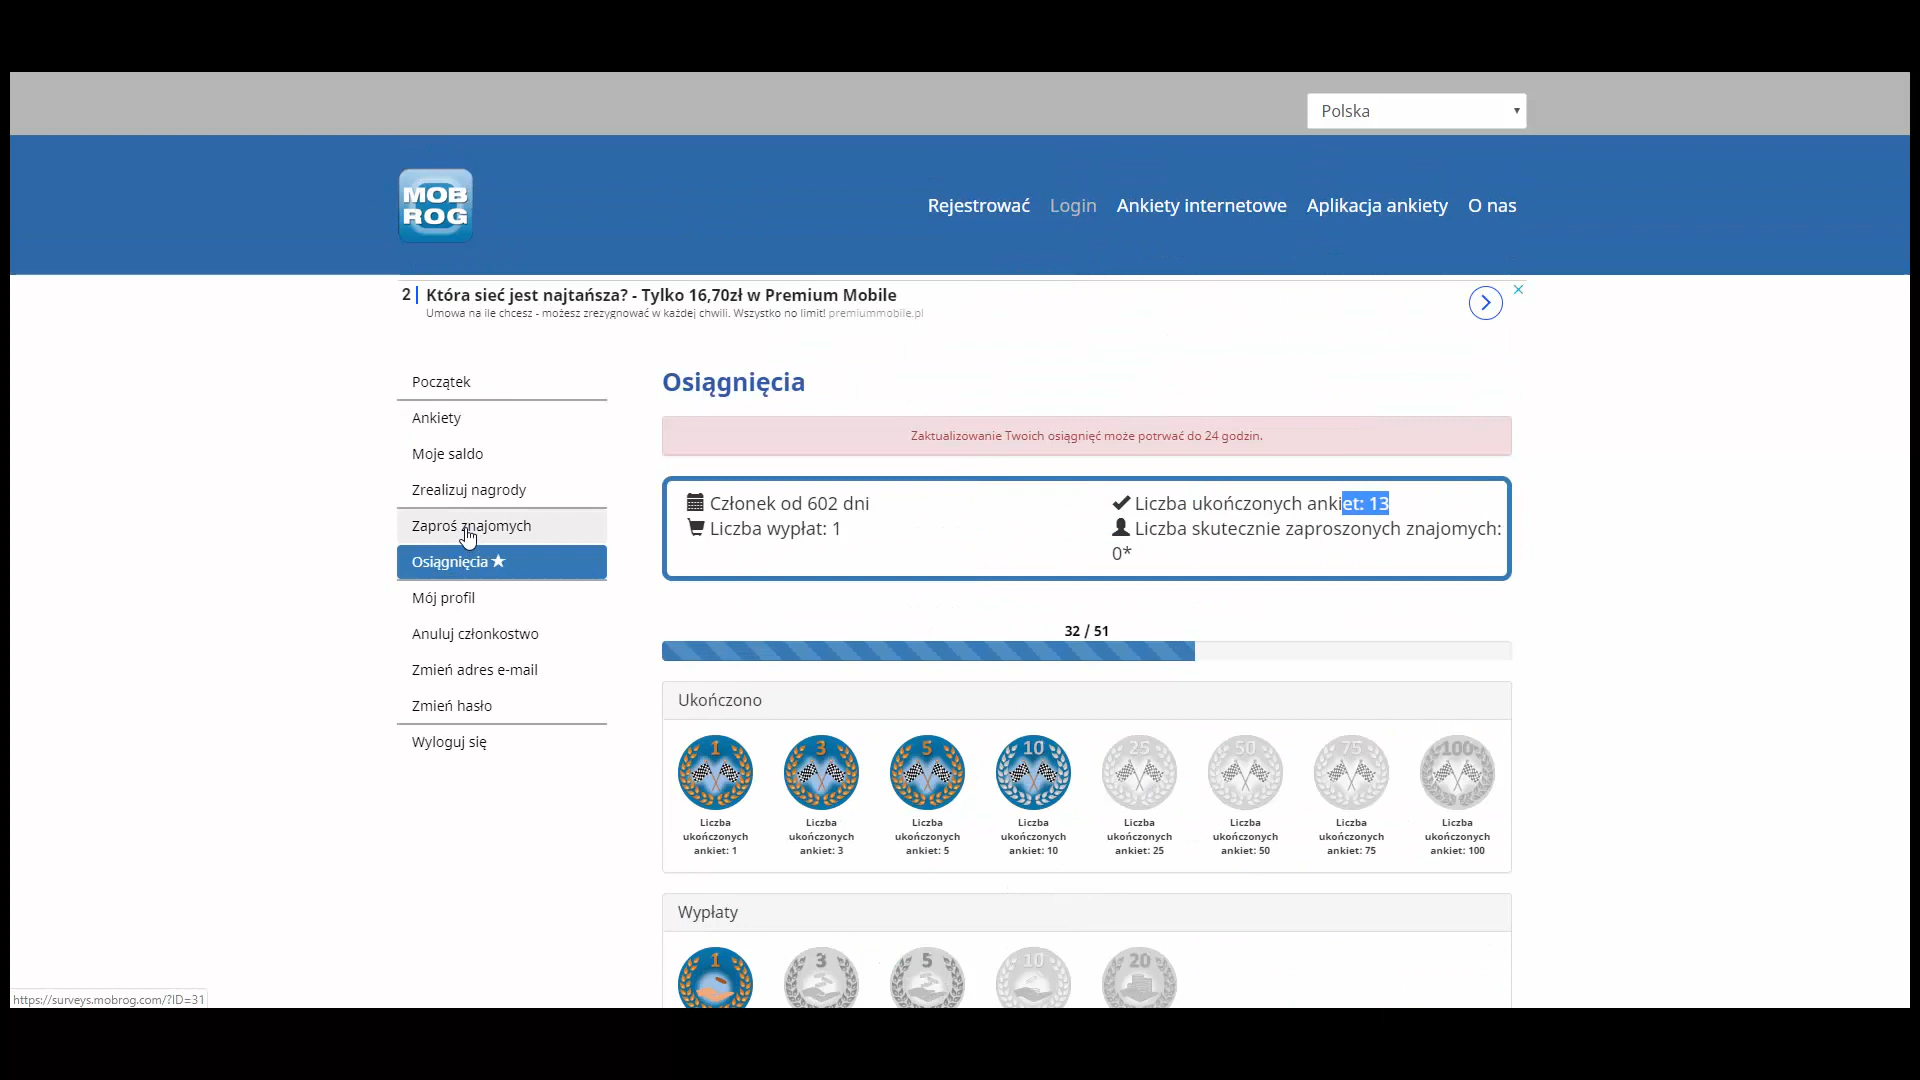 Polska
MOB
ROG
Rejestrować Login Ankiety internetowe Aplikacja ankiety O nas
2 Która sieć jest najtańsza? - Tylko 16,70zł w Premium Mobile
Umowa na ile chcesz - możesz zrezygnować w każdej chwili. Wszystko no limit! premiummobile.pl
Początek
Ankiety
Moje saldo
Zrealizuj nagrody
Zaproś znajomych
Osiągnięcia
Mój profil
Anuluj członkostwo
Zmień adres e-mail
Zmień hasło
Wyloguj się
Osiągnięcia
Zaktualizowanie Twoich osiągnięć może potrwać do 24 godzin.
Członek od 602 dni
Liczba wypłat: 1
Liczba ukończonych ankiet: 13
Liczba skutecznie zaproszonych znajomych:
0*
32 / 51
Ukończono
1 3 5 10 25 50 75 100
Liczba ukończonych ankiet: 1
Liczba ukończonych ankiet: 3
Liczba ukończonych ankiet: 5
Liczba ukończonych ankiet: 10
Liczba ukończonych ankiet: 25
Liczba ukończonych ankiet: 50
Liczba ukończonych ankiet: 75
Liczba ukończonych ankiet: 100
Wypłaty
1 3 5 10 20
https://surveys.mobrog.com/?ID=31